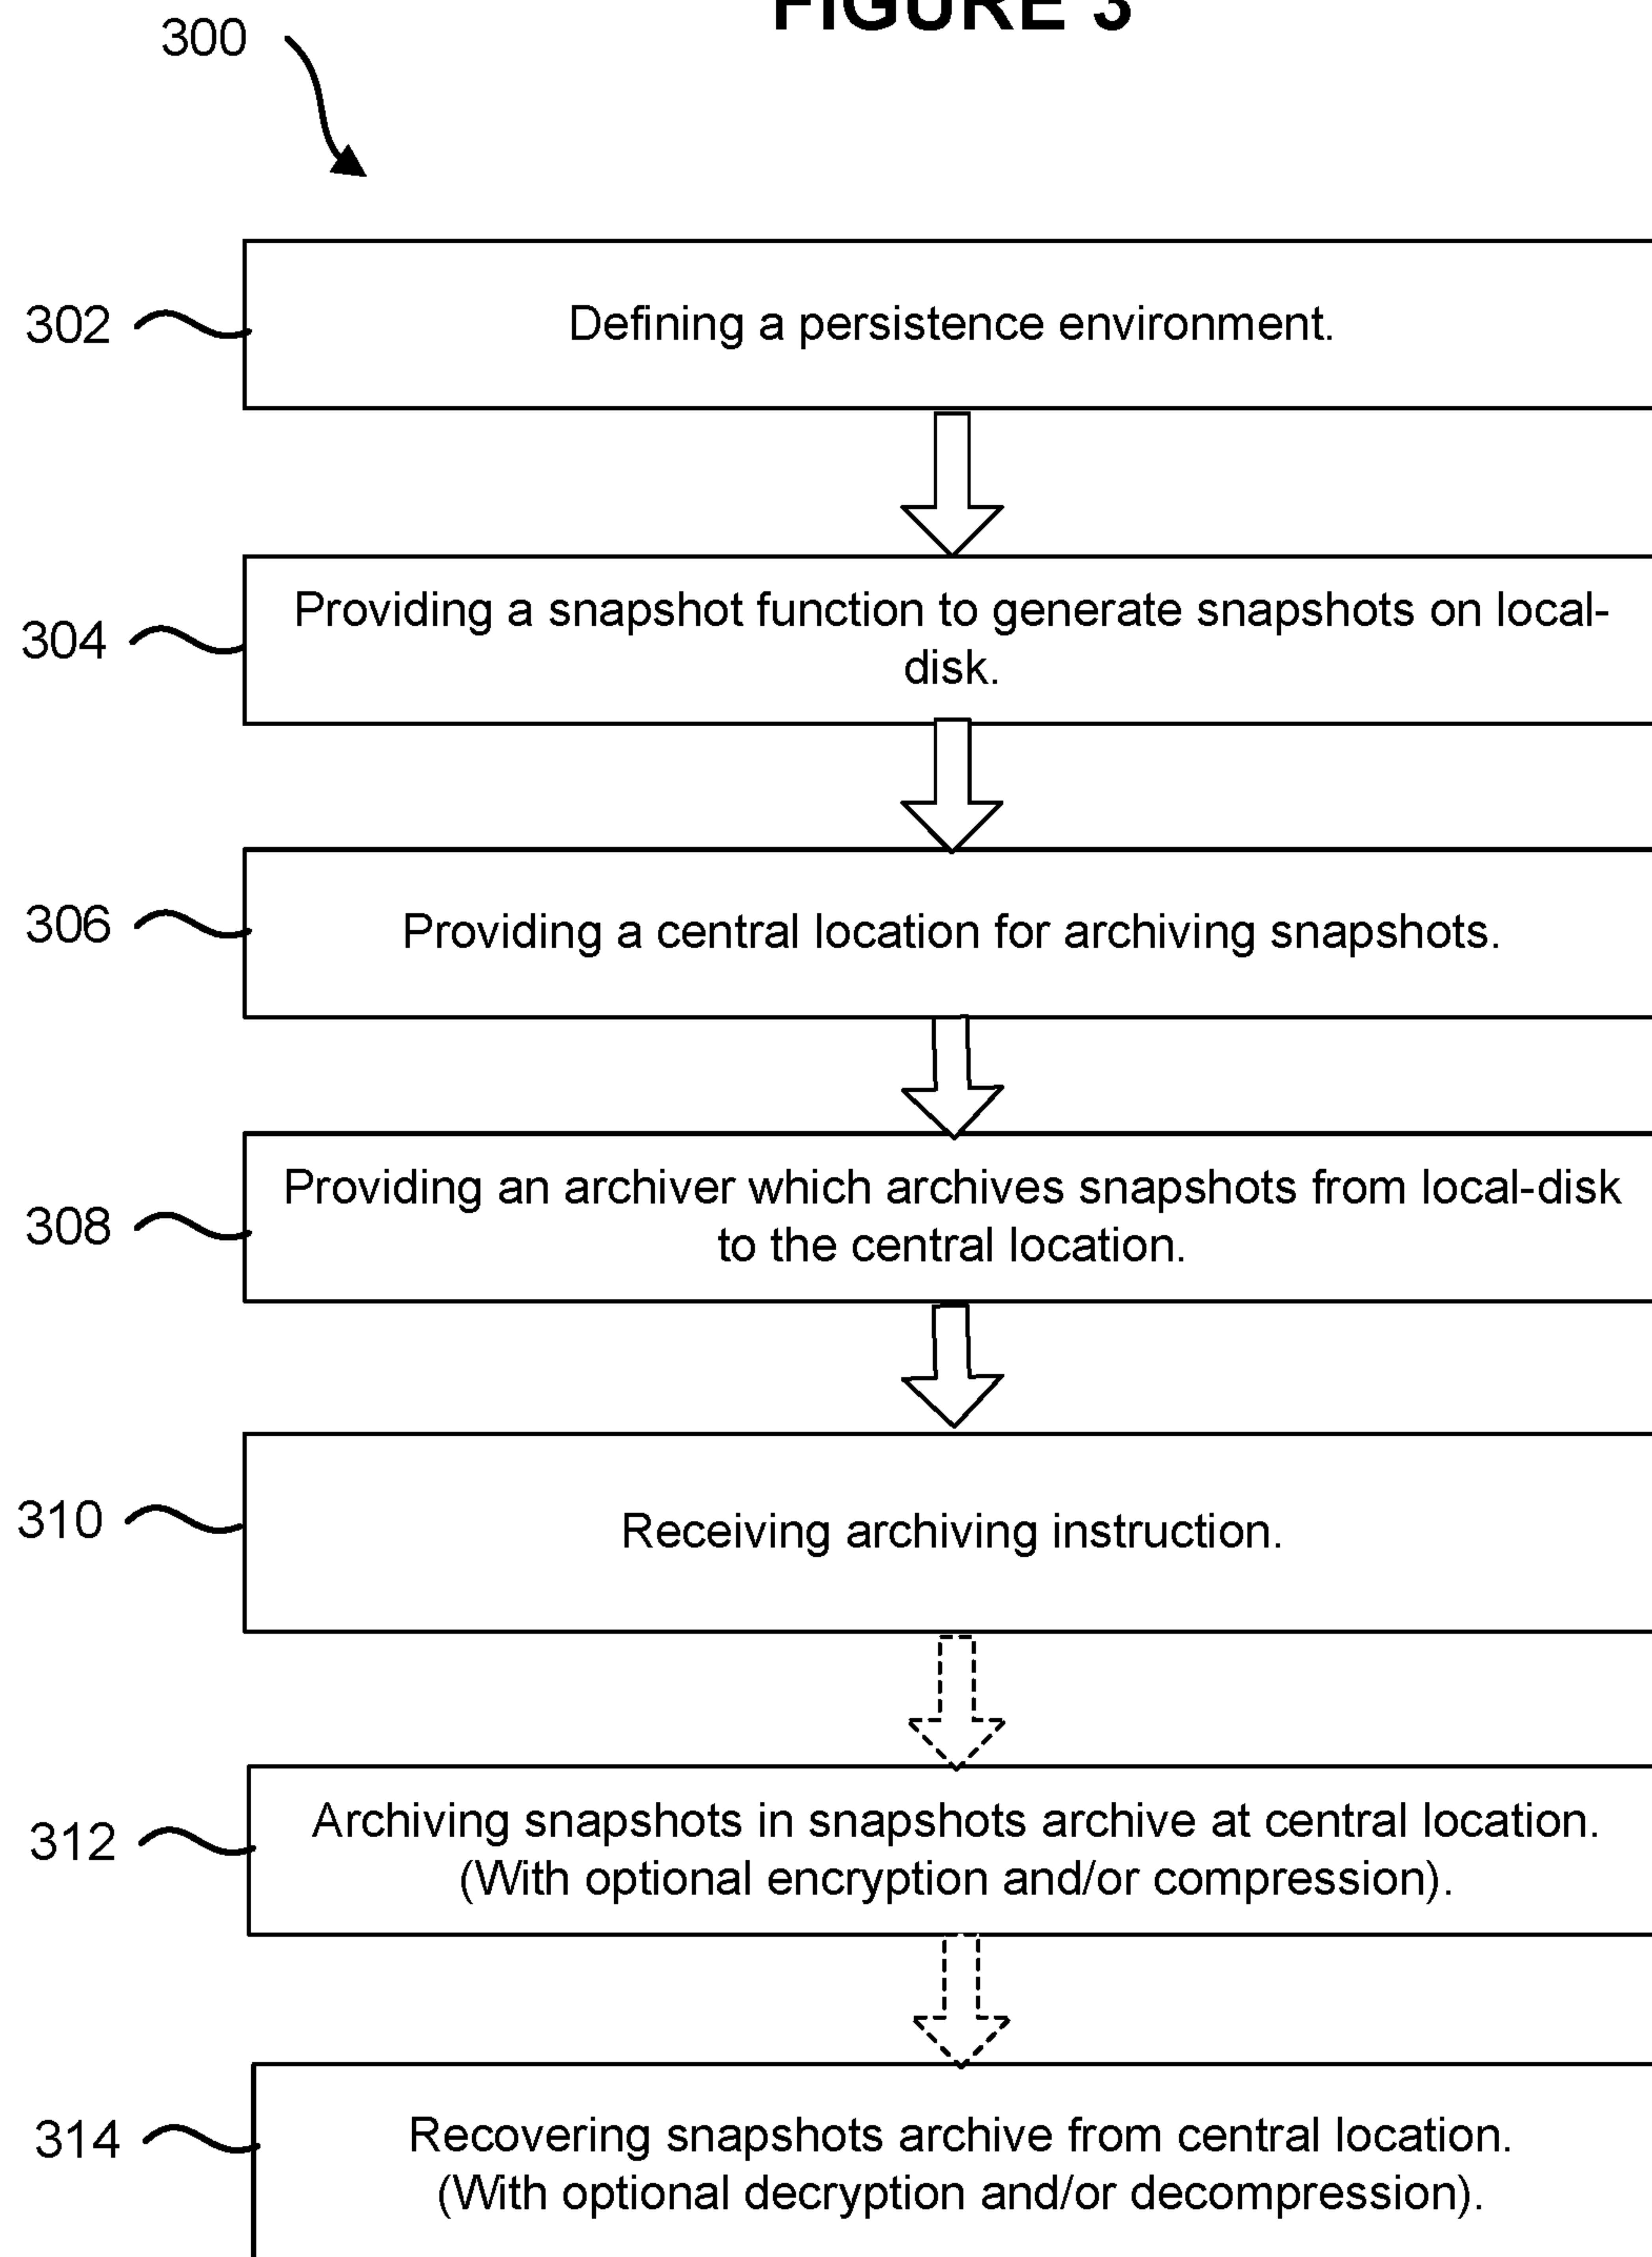 FIGURE 3
300
302
Defining a persistence environment.
304
Providing a snapshot function to generate snapshots on local-
disk.
306
Providing a central location for archiving snapshots.
308
Providing an archiver which archives snapshots from local-disk
to the central location.
310
Receiving archiving instruction.
312
Archiving snapshots in snapshots archive at central location.
(With optional encryption and/or compression).
314
Recovering snapshots archive from central location.
(With optional decryption and/or decompression).